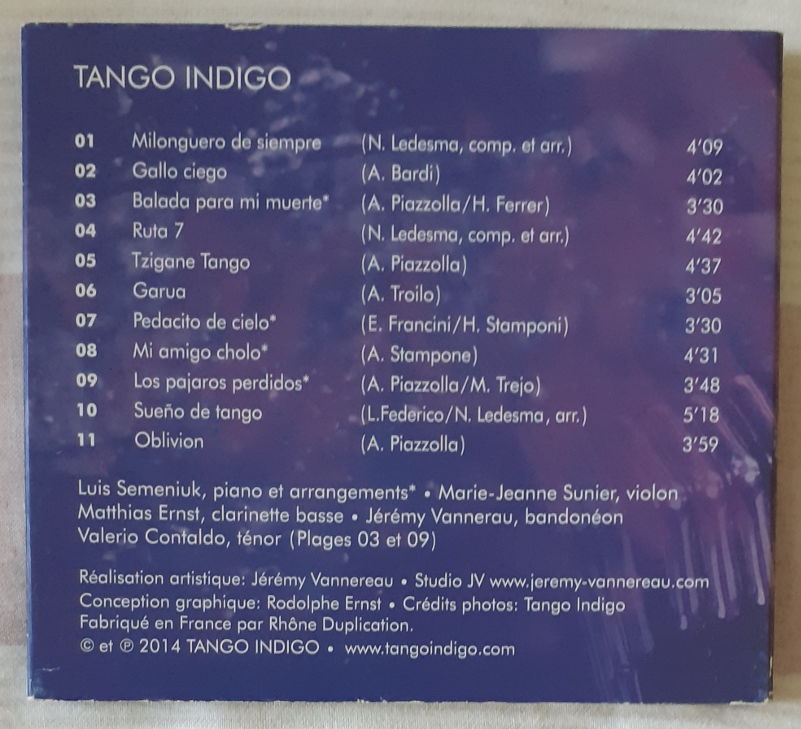 TANGO INDIGO
01 Milonguero de siempre (N. Ledesma, comp. et arr.) 4'09
02 Gallo ciego (A. Bardi) 4'02
03 Balada para mi muerte* (A. Piazzolla/H. Ferrer) 3'30
04 Ruta 7 (N. Ledesma, comp. et arr.) 4'42
05 Tzigane Tango (A. Piazzolla) 4'37
06 Garua (A. Troilo) 3'05
07 Pedacito de cielo* (E. Francini/H. Stamponi) 3'30
08 Mi amigo cholo* (A. Stampone) 4'31
09 Los pajaros perdidos* (A. Piazzolla/M. Trejo) 3'48
10 Sueño de tango (L.Federico/N. Ledesma, arr.) 5'18
11 Oblivion (A. Piazzolla) 3'59
Luis Semeniuk, piano et arrangements* • Marie-Jeanne Sunier, violon
Matthias Ernst, clarinette basse • Jérémy Vannerau, bandonéon
Valerio Contaldo, ténor (Plages 03 et 09)
Réalisation artistique: Jérémy Vannereau • Studio JV www.jeremy-vannereau.com
Conception graphique: Rodolphe Ernst • Crédits photos: Tango Indigo
Fabriqué en France par Rhône Duplication.
© et ℗ 2014 TANGO INDIGO • www.tangoindigo.com